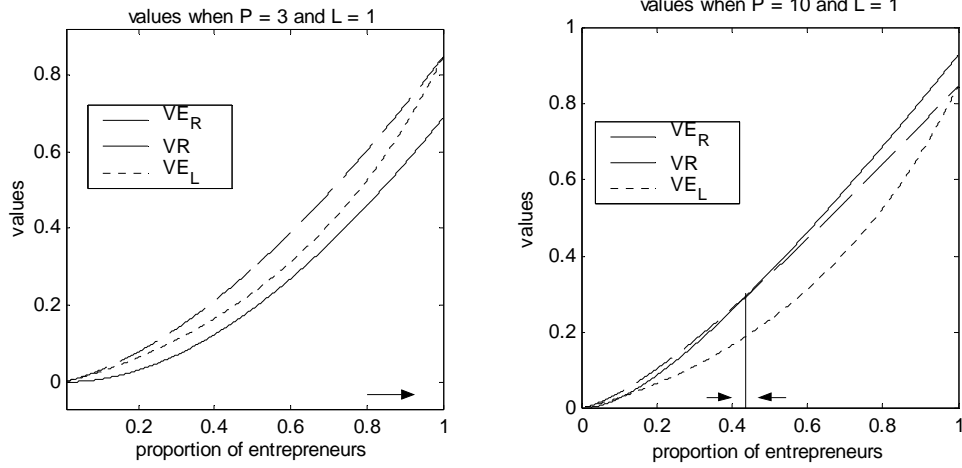 values when P = 3 and L = 1
0.8
0.6
0.4
0.2
0
values
VE_R
VR
VE_L
0.2
0.4
0.6
0.8
1
proportion of entrepreneurs
values when P = 10 and L = 1
1
0.8
0.6
0.4
0.2
0
values
VE_R
VR
VE_L
0
0.2
0.4
0.6
0.8
1
proportion of entrepreneurs